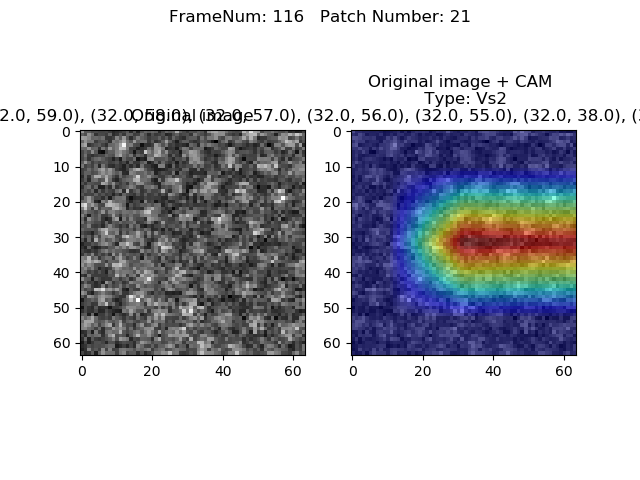 FrameNum: 116   Patch Number: 21
Original image + CAM
Type: Vs2
2.0, 59.0), (32.0, 58.0), (32.0, 57.0), (32.0, 56.0), (32.0, 55.0), (32.0, 38.0), (3
Original image
0
10
20
30
40
50
60
0 20 40 60
0
10
20
30
40
50
60
0 20 40 60